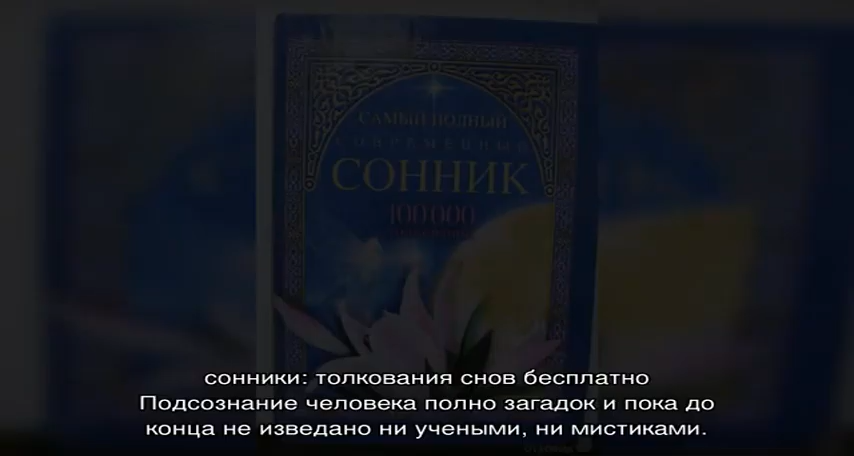 САМЫЙ ПОЛНЫЙ
СОВРЕМЕННЫЙ
СОННИК
100 000
сонники: толкования снов бесплатно
Подсознание человека полно загадок и пока до
конца не изведано ни учеными, ни мистиками.